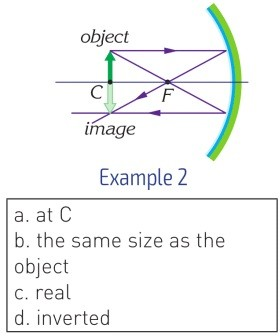 object
C
F
image
Example 2
a. at C
b. the same size as the
object
c. real
d. inverted